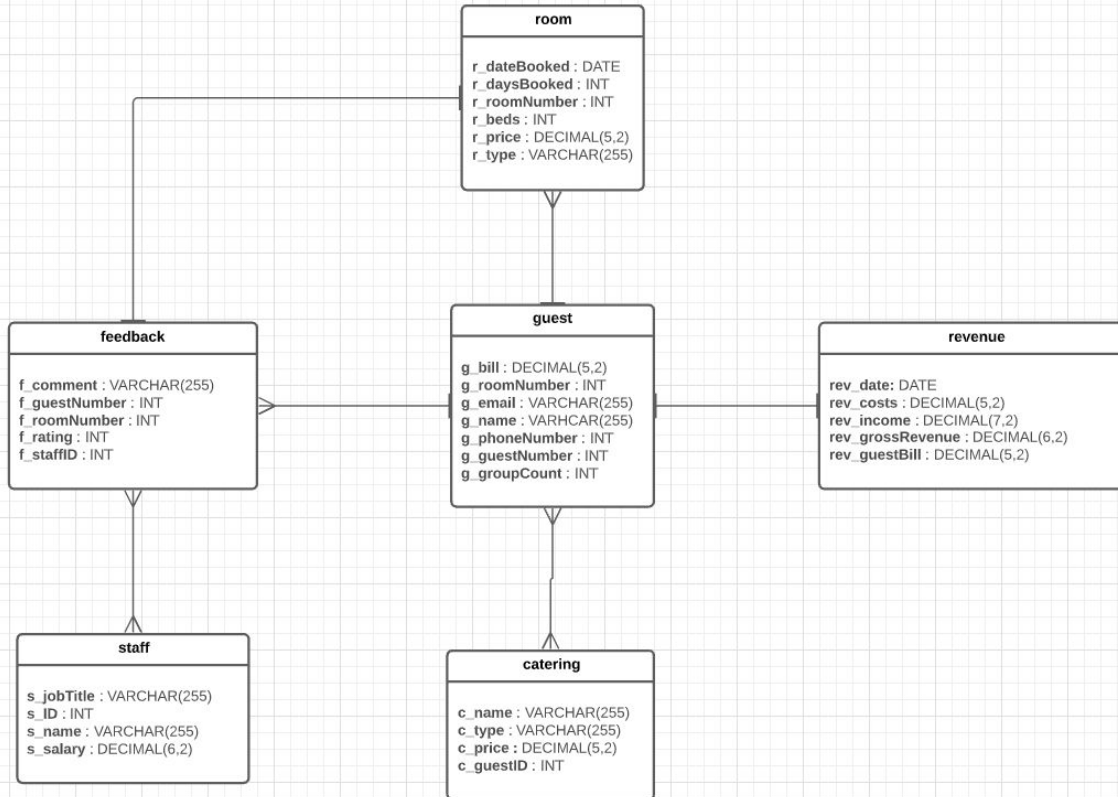 room
r_dateBooked : DATE
r_daysBooked : INT
r_roomNumber : INT
r_beds : INT
r_price : DECIMAL(5,2)
r_type : VARCHAR(255)
feedback
f_comment : VARCHAR(255)
f_guestNumber : INT
f_roomNumber : INT
f_rating : INT
f_staffID : INT
guest
g_bill : DECIMAL(5,2)
g_roomNumber : INT
g_email : VARCHAR(255)
g_name : VARHCAR(255)
g_phoneNumber : INT
g_guestNumber : INT
g_groupCount : INT
revenue
rev_date: DATE
rev_costs : DECIMAL(5,2)
rev_income : DECIMAL(7,2)
rev_grossRevenue : DECIMAL(6,2)
rev_guestBill : DECIMAL(5,2)
staff
s_jobTitle : VARCHAR(255)
s_ID : INT
s_name : VARCHAR(255)
s_salary : DECIMAL(6,2)
catering
c_name : VARCHAR(255)
c_type : VARCHAR(255)
c_price : DECIMAL(5,2)
c_guestID : INT